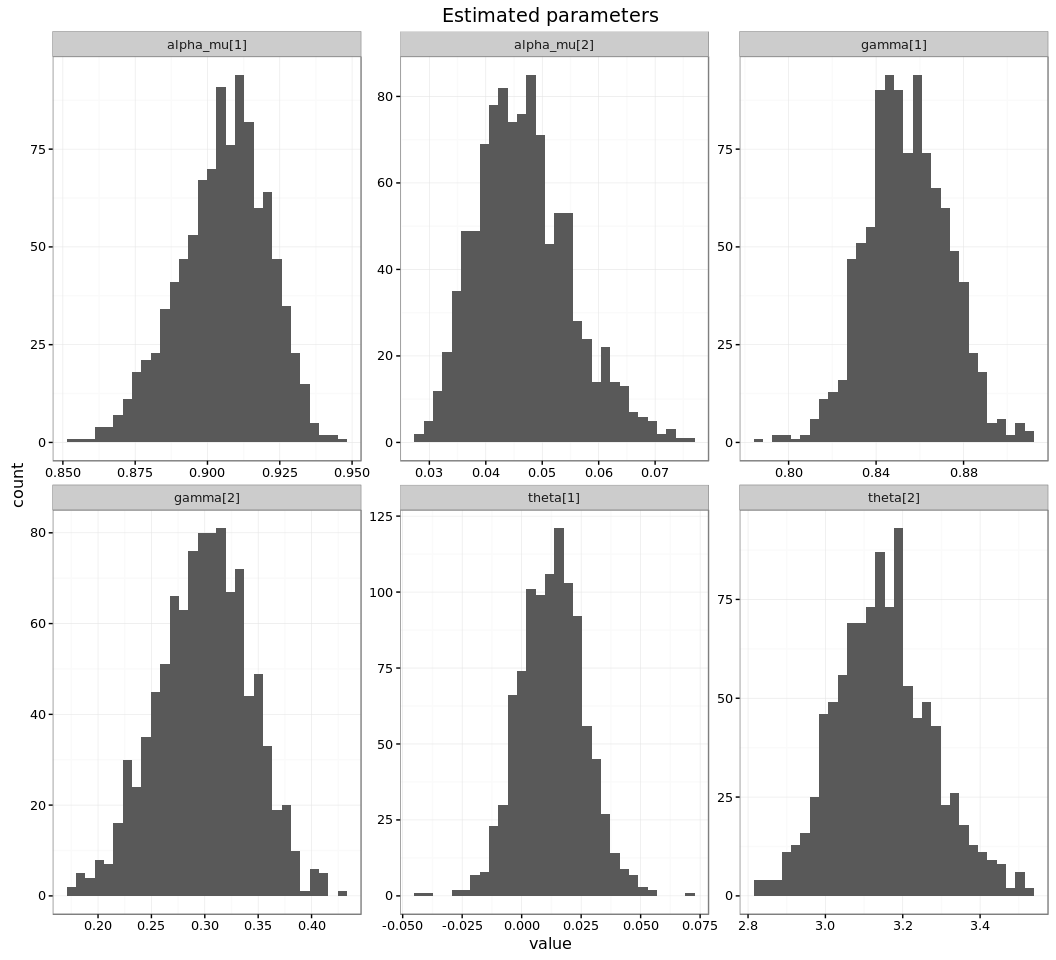 Estimated parameters
alpha_mu[1] alpha_mu[2] gamma[1]
75
50
25
0
0.850 0.875 0.900 0.925 0.950
80
60
40
20
0
0.03 0.04 0.05 0.06 0.07
75
50
25
0
0.80 0.84 0.88
count
gamma[2] theta[1] theta[2]
80
60
40
20
0
0.20 0.25 0.30 0.35 0.40
125
100
75
50
25
0
-0.050 -0.025 0.000 0.025 0.050 0.075
75
50
25
0
2.8 3.0 3.2 3.4
value